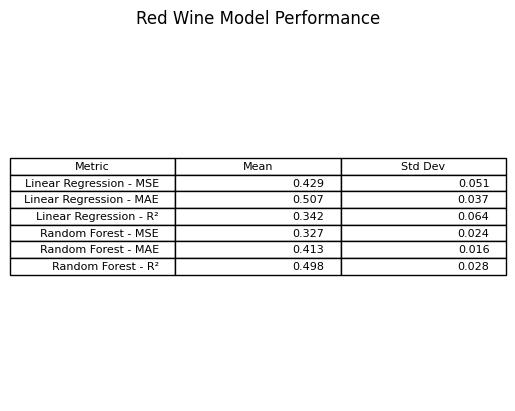 Red Wine Model Performance
Metric Mean Std Dev
Linear Regression - MSE 0.429 0.051
Linear Regression - MAE 0.507 0.037
Linear Regression - R² 0.342 0.064
Random Forest - MSE 0.327 0.024
Random Forest - MAE 0.413 0.016
Random Forest - R² 0.498 0.028